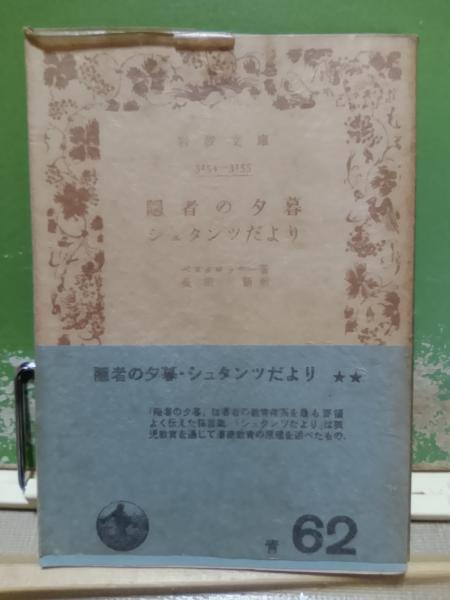 岩波文庫
3154—3155
隠者の夕暮
シュタンツだより
ペスタロッチー著
長田 新訳
隠者の夕暮・シュタンツだより ★★
「隠者の夕暮」は著者の教育体系を最も要領
よく伝えた箴言集、「シュタンツだより」は孤
児教育を通じて基礎教育の原理を述べたもの。
青 62